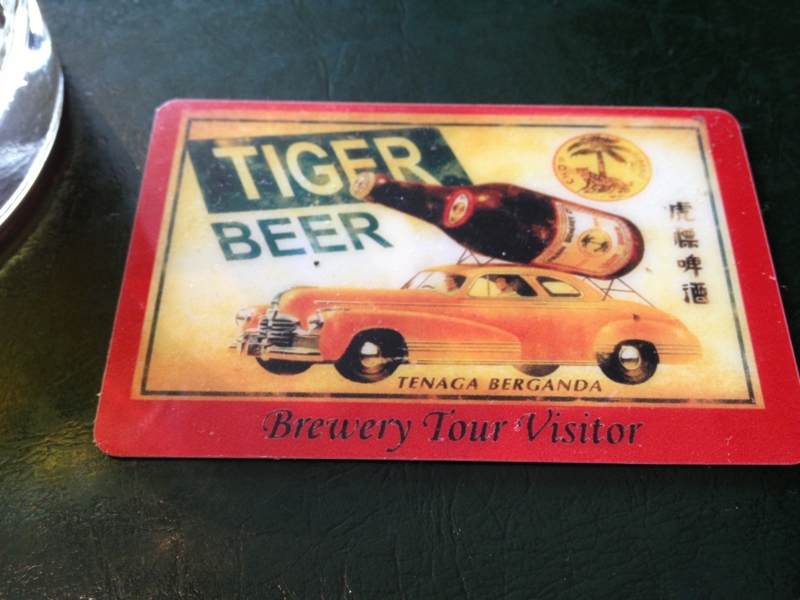 TIGER
BEER
虎標啤酒
TENAGA BERGANDA
Brewery Tour Visitor